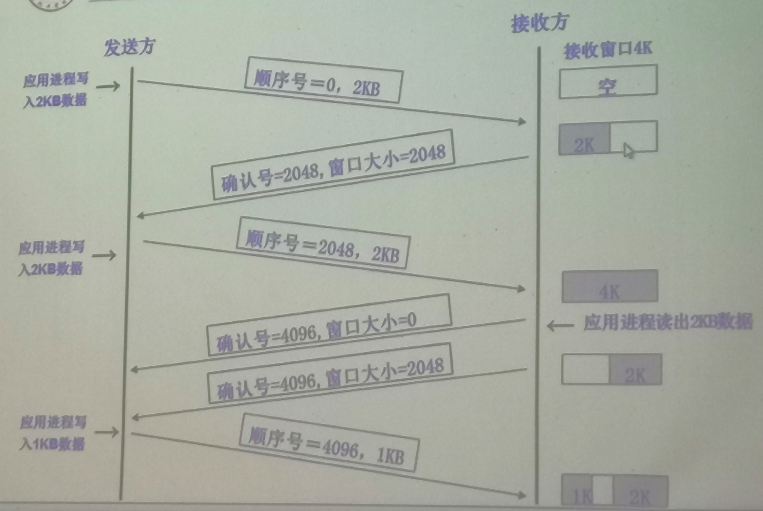 发送方
接收方
接收窗口4K
应用进程写
入2KB数据
顺序号=0, 2KB
空
2K
确认号=2048,窗口大小=2048
应用进程写
入2KB数据
顺序号=2048, 2KB
4K
应用进程读出2KB数据
确认号=4096,窗口大小=0
确认号=4096,窗口大小=2048
2K
应用进程写
入1KB数据
顺序号=4096, 1KB
1K
2K